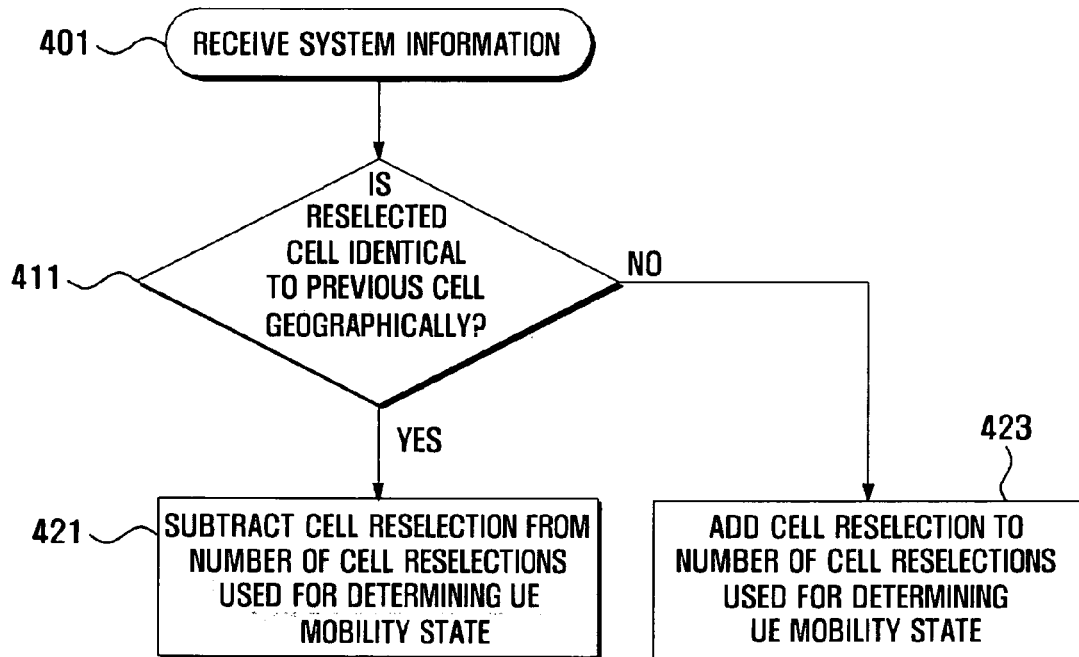 401
RECEIVE SYSTEM INFORMATION
IS
RESELECTED
CELL IDENTICAL
TO PREVIOUS CELL
GEOGRAPHICALLY?
411
NO
YES
423
421
SUBTRACT CELL RESELECTION FROM
NUMBER OF CELL RESELECTIONS
USED FOR DETERMINING UE
MOBILITY STATE
ADD CELL RESELECTION TO
NUMBER OF CELL RESELECTIONS
USED FOR DETERMINING
UE MOBILITY STATE